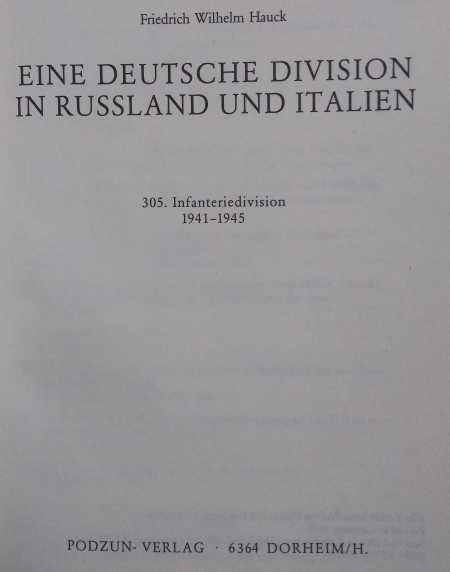 Friedrich Wilhelm Hauck
EINE DEUTSCHE DIVISION
IN RUSSLAND UND ITALIEN
305. Infanteriedivision
1941–1945
PODZUN-VERLAG · 6364 DORHEIM/H.